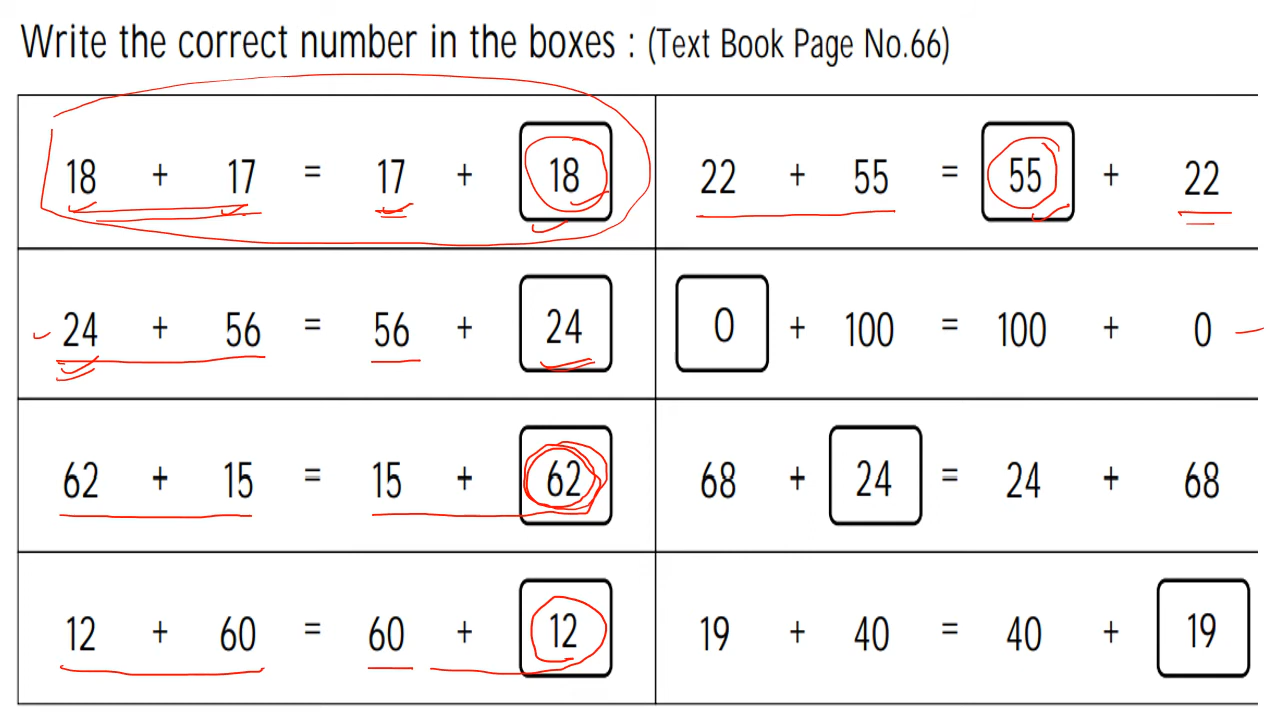 Write the correct number in the boxes : (Text Book Page No.66)
18 + 17 = 17 + 18
22 + 55 = 55 + 22
24 + 56 = 56 + 24
0 + 100 = 100 + 0
62 + 15 = 15 + 62
68 + 24 = 24 + 68
12 + 60 = 60 + 12
19 + 40 = 40 + 19